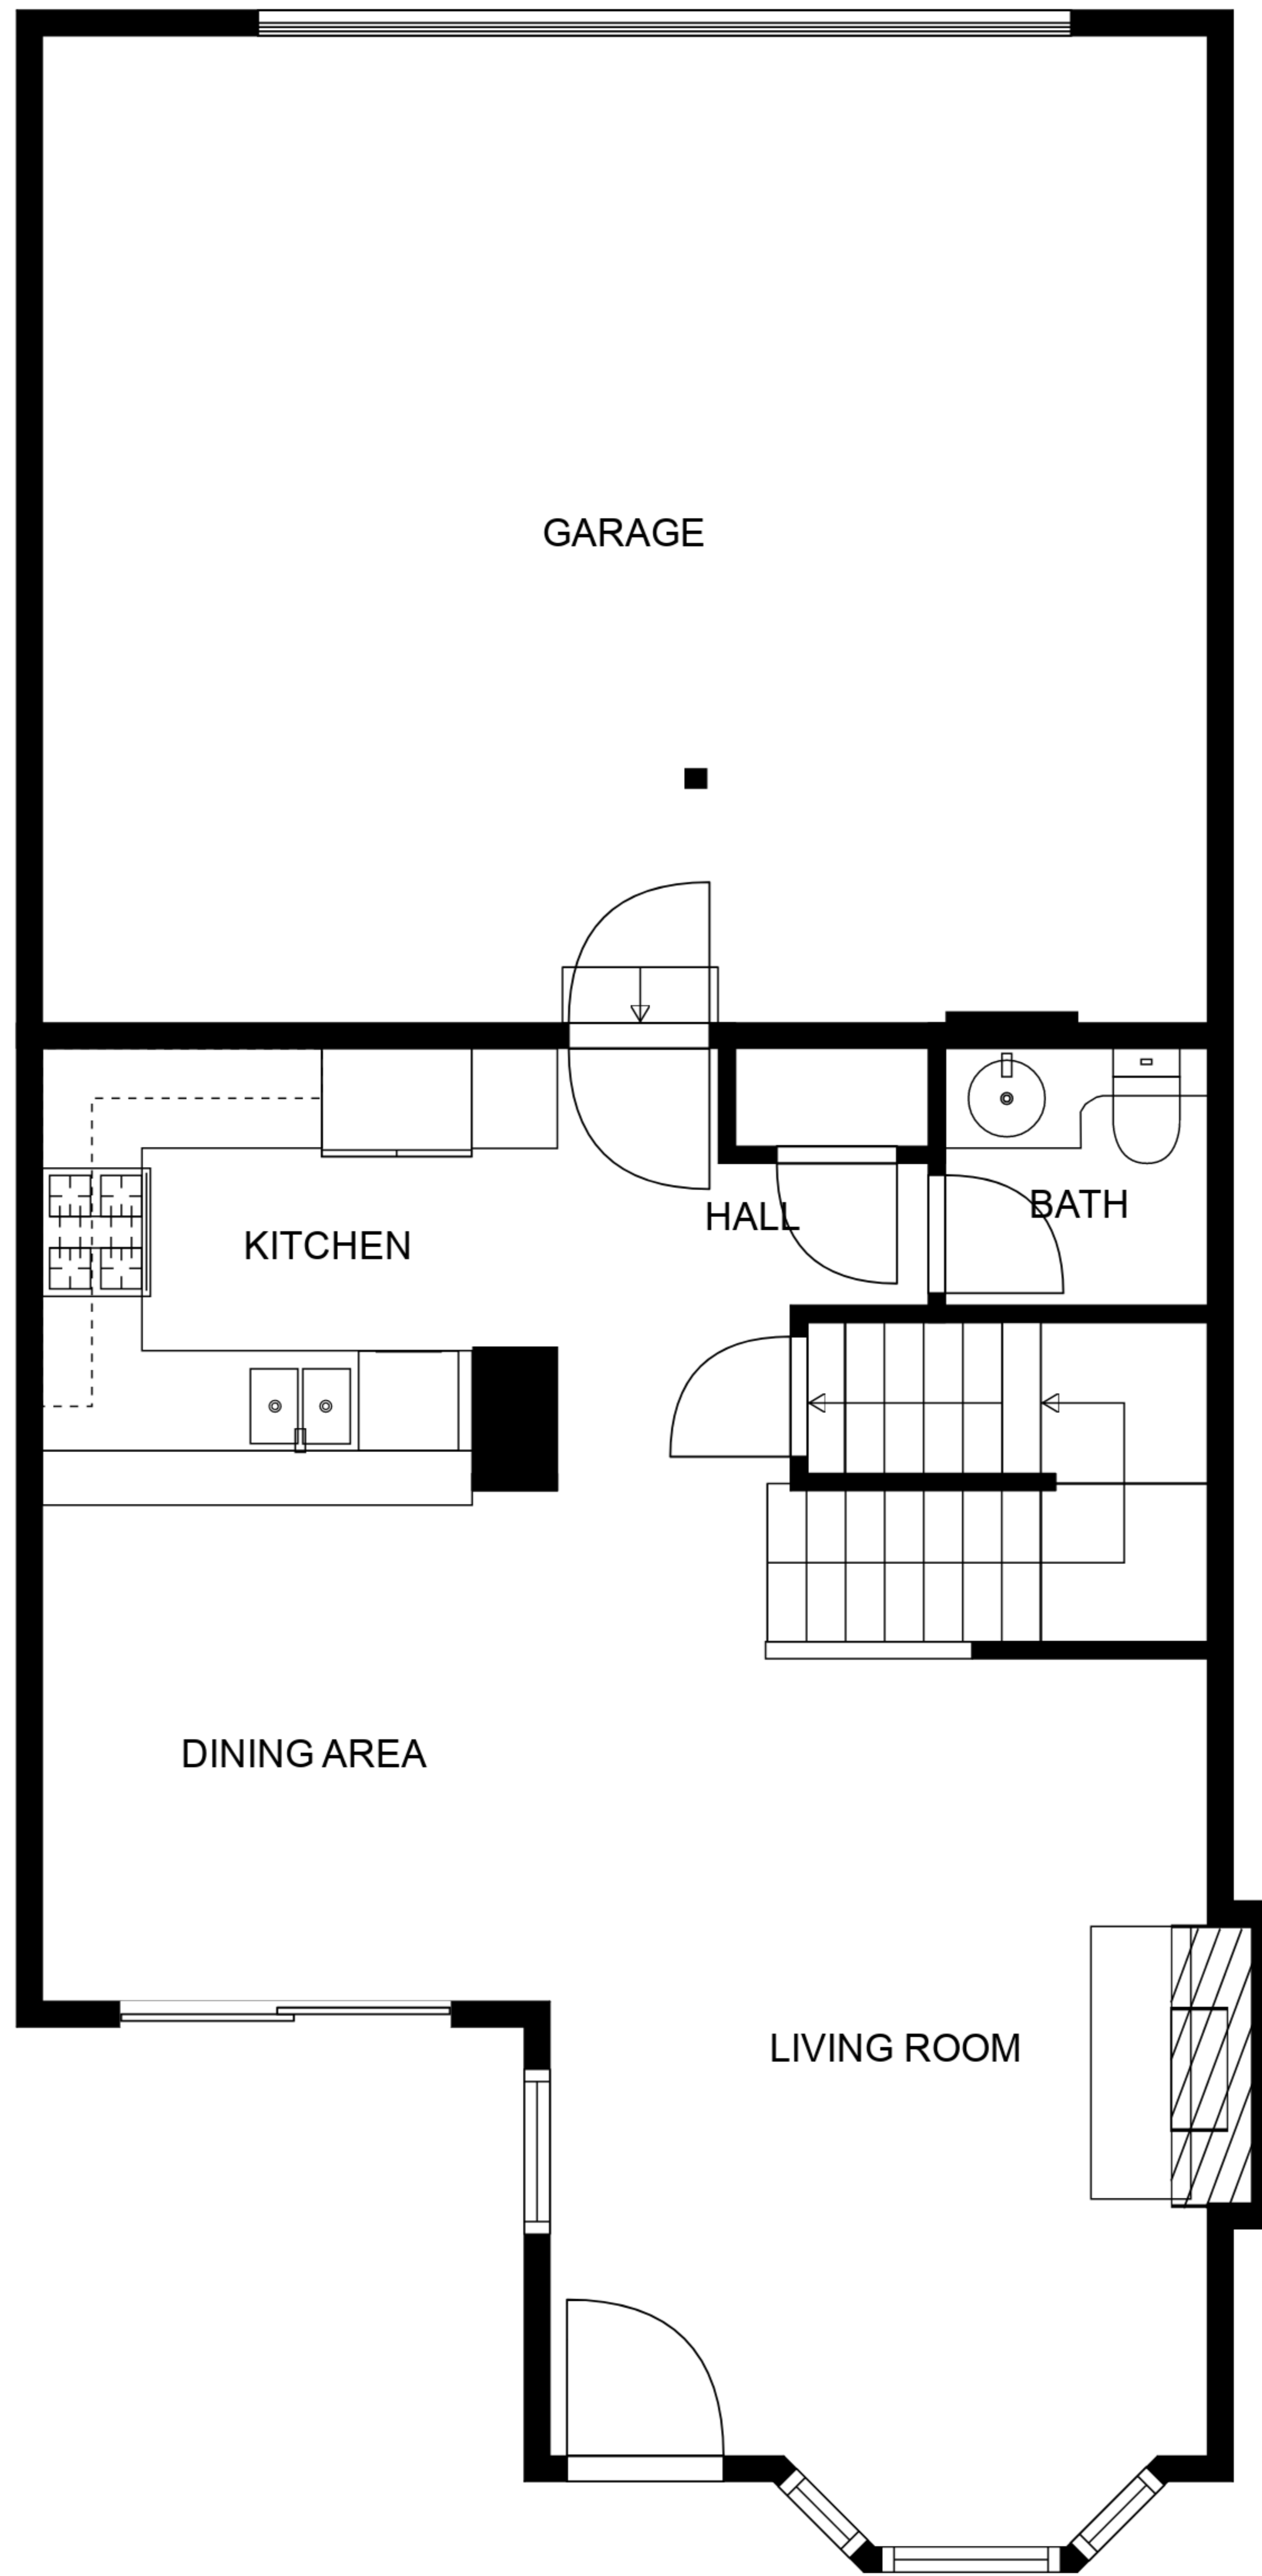 GARAGE
HALL
BATH
KITCHEN
DINING AREA
LIVING ROOM